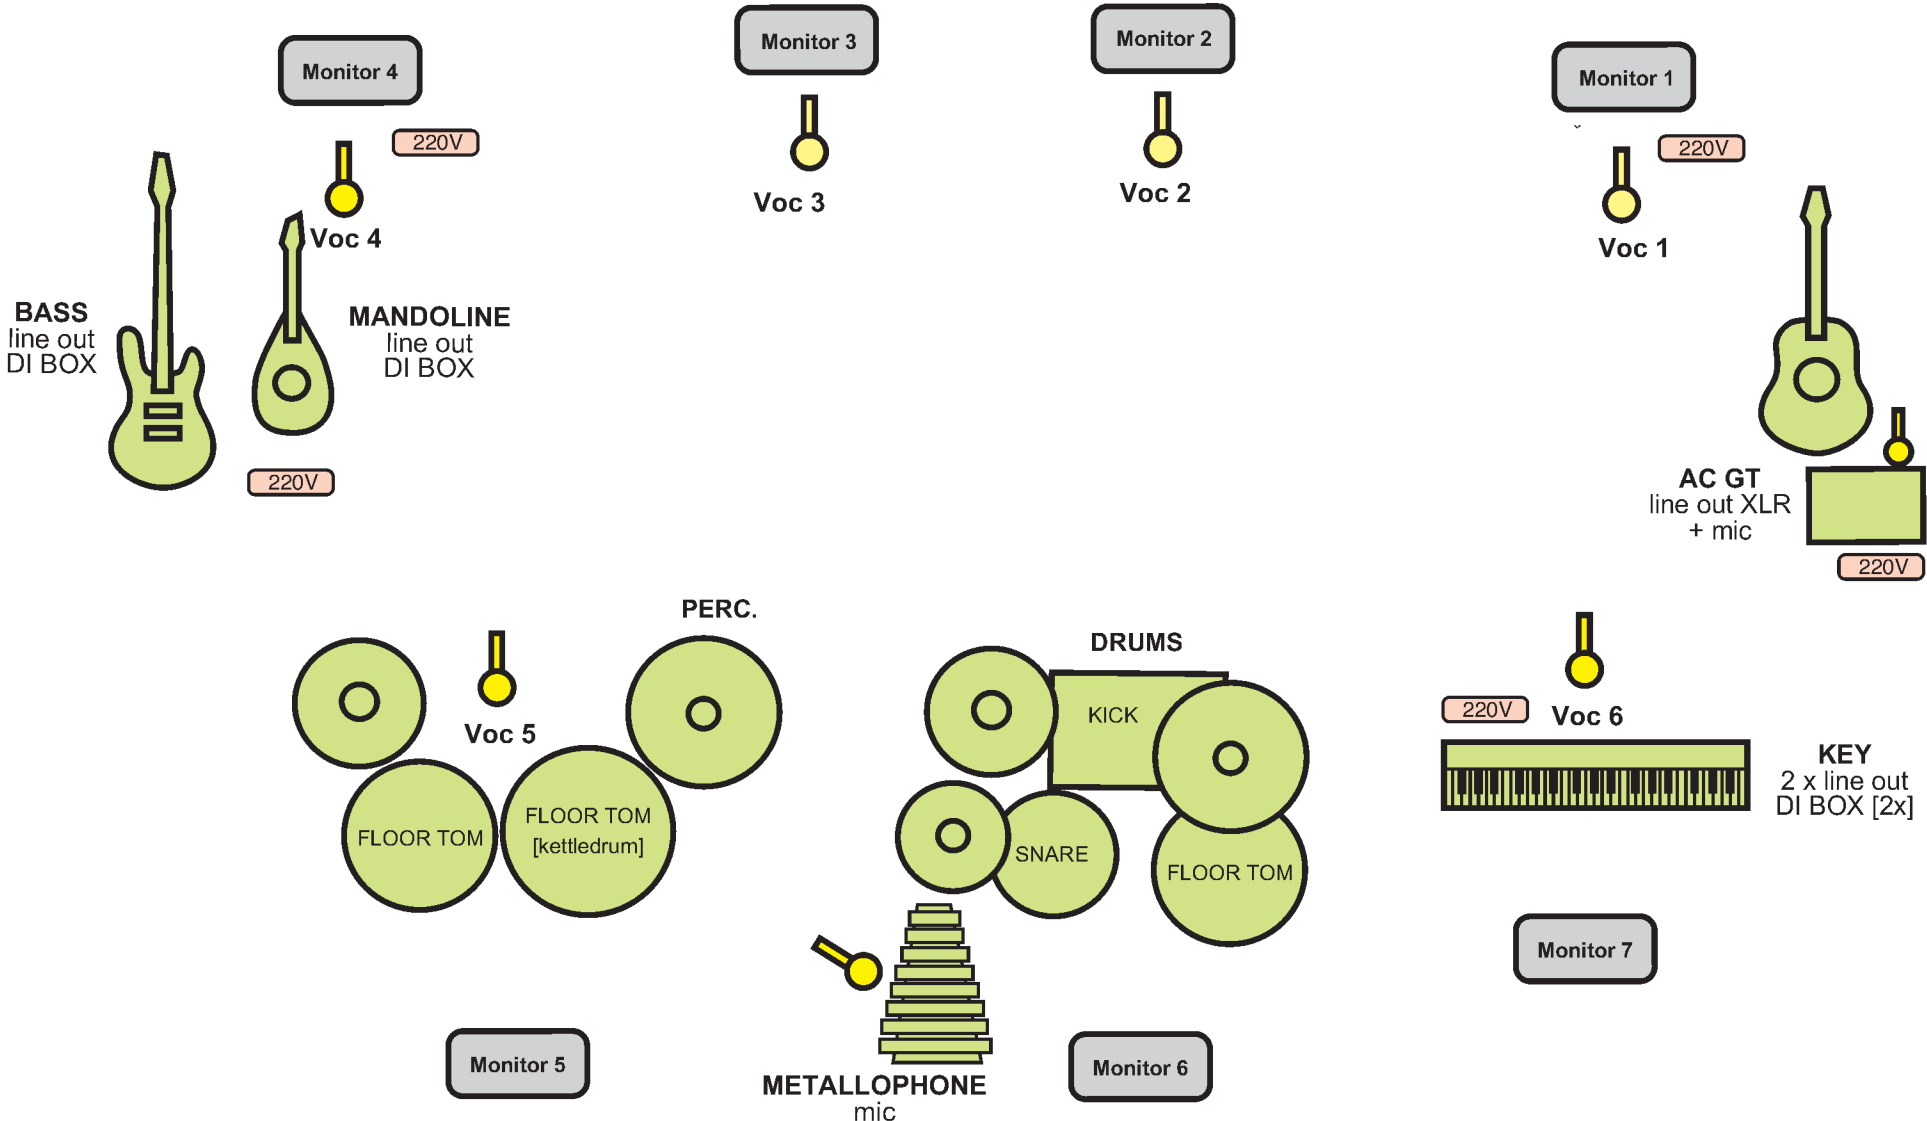 Monitor 4
Monitor 3
Monitor 2
Monitor 1
220V
220V
Voc 4
Voc 3
Voc 2
Voc 1
BASS
line out
DI BOX
MANDOLINE
line out
DI BOX
220V
AC GT
line out XLR
+ mic
220V
PERC.
DRUMS
Voc 5
KICK
220V
Voc 6
KEY
2 x line out
DI BOX [2x]
FLOOR TOM
FLOOR TOM
[kettledrum]
SNARE
FLOOR TOM
Monitor 7
Monitor 5
METALLOPHONE
mic
Monitor 6